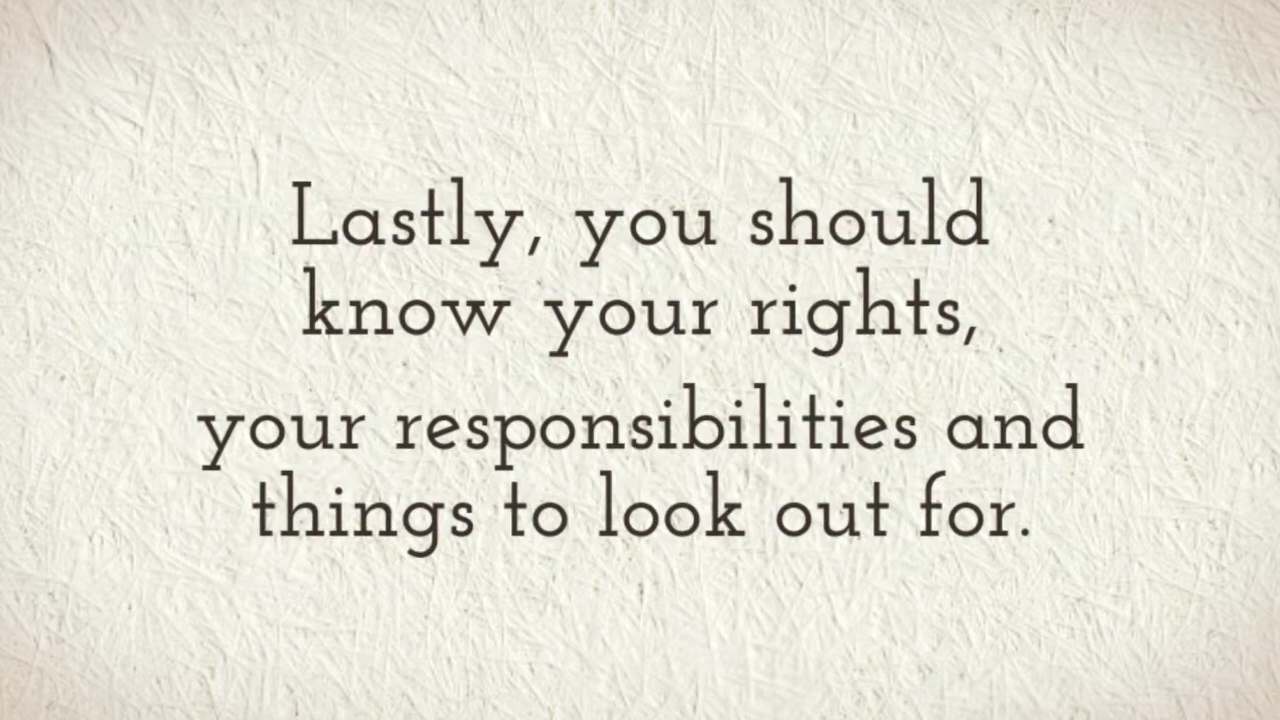 Lastly, you should
know your rights,
your responsibilities and
things to look out for.